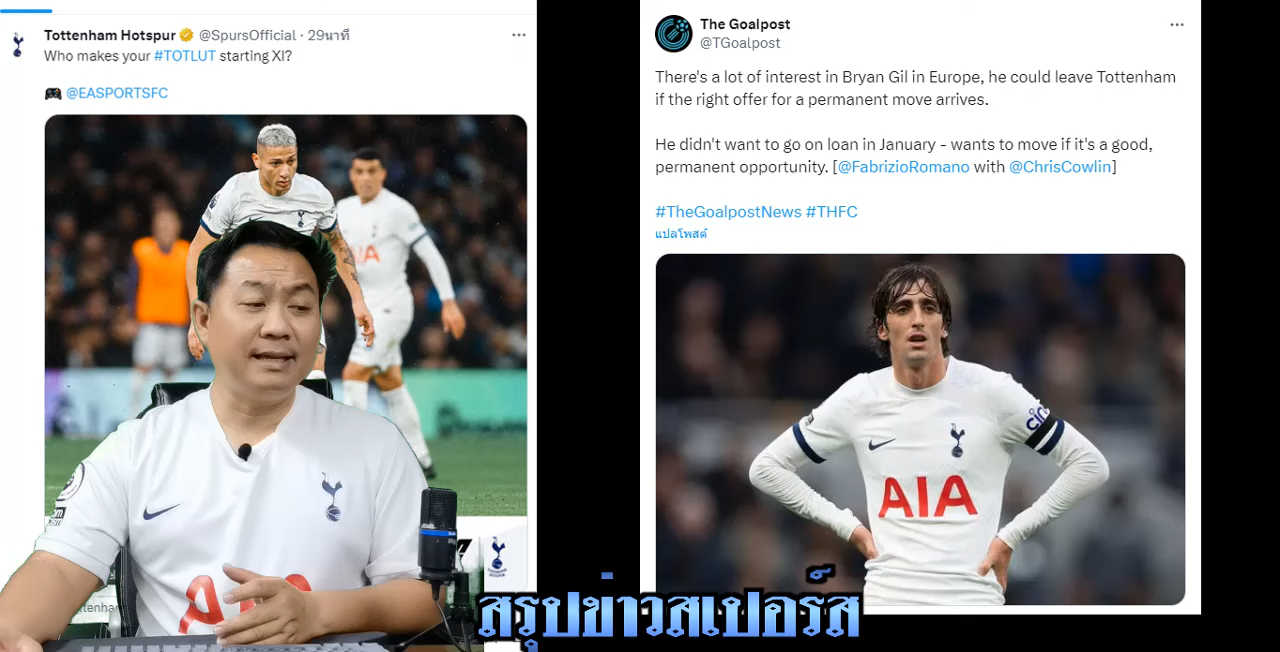 Tottenham Hotspur @SpursOfficial · 29นาที
Who makes your #TOTLUT starting XI?
@EASPORTSFC
AIA
The Goalpost
@TGoalpost
There's a lot of interest in Bryan Gil in Europe, he could leave Tottenham
if the right offer for a permanent move arrives.
He didn't want to go on loan in January - wants to move if it's a good,
permanent opportunity. [@FabrizioRomano with @ChrisCowlin]
#TheGoalpostNews #THFC
แปลโพสต์
AIA
สรุปข่าวสเปอร์ส